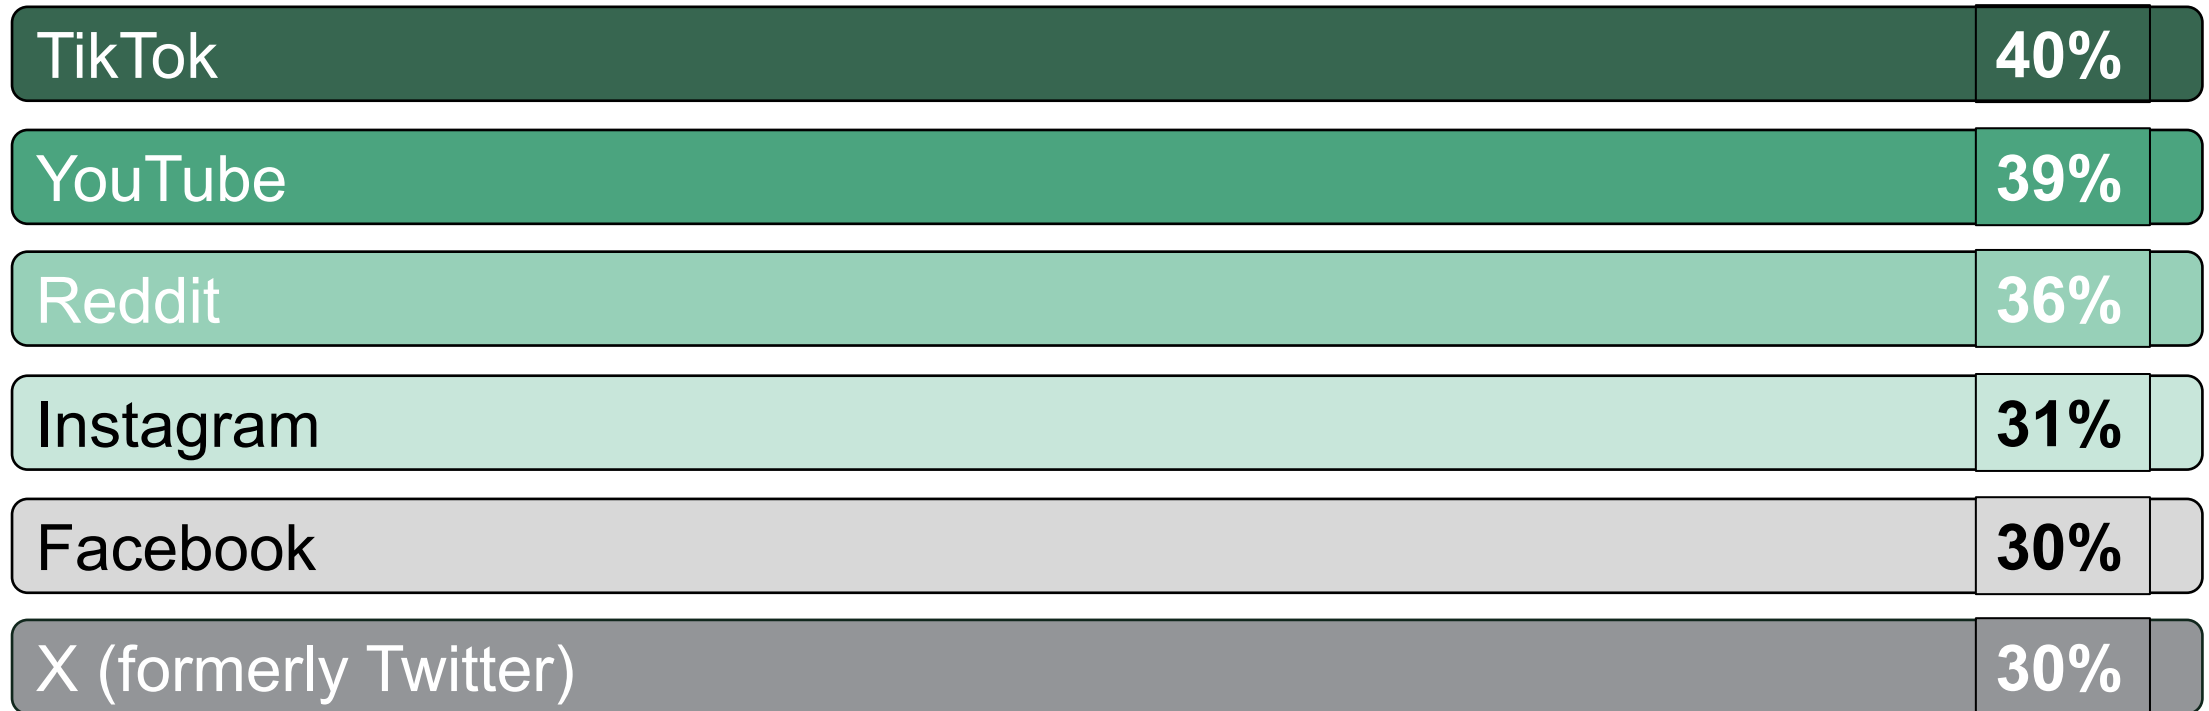 TikTok 40%
YouTube 39%
Reddit 36%
Instagram 31%
Facebook 30%
X (formerly Twitter) 30%